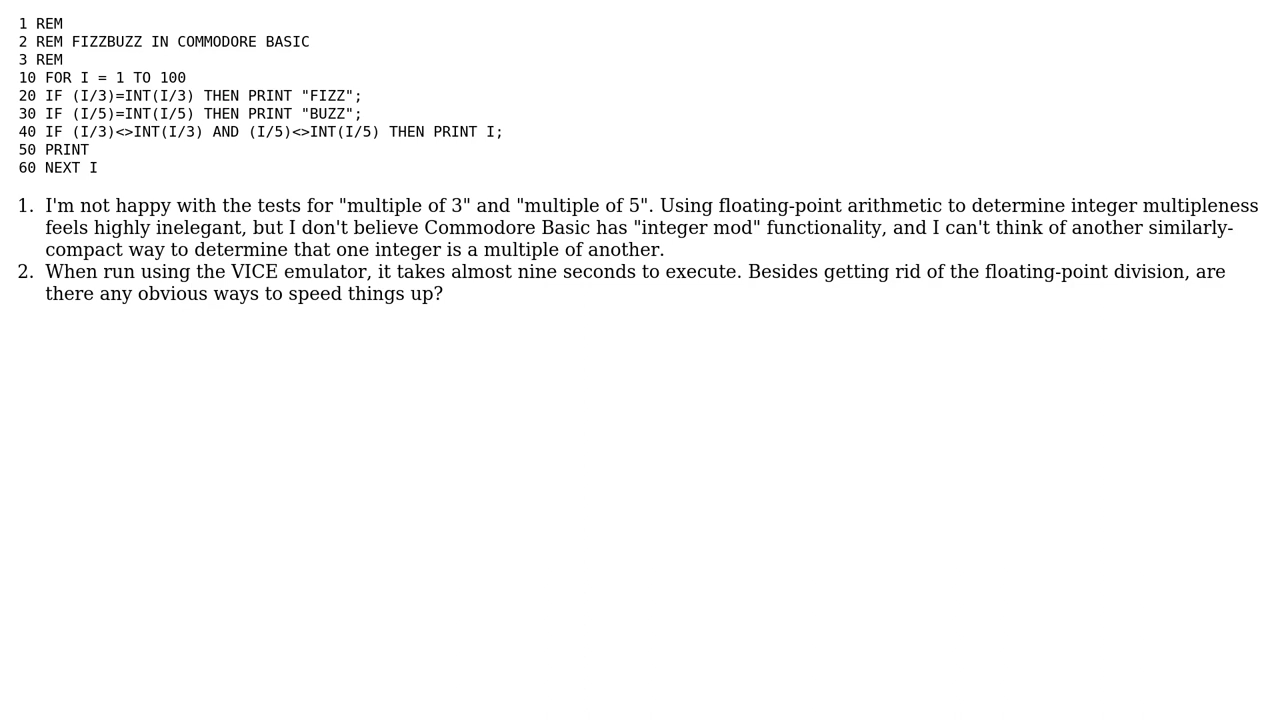 1 REM
2 REM FIZZBUZZ IN COMMODORE BASIC
3 REM
10 FOR I = 1 TO 100
20 IF (I/3)=INT(I/3) THEN PRINT "FIZZ";
30 IF (I/5)=INT(I/5) THEN PRINT "BUZZ";
40 IF (I/3)<>INT(I/3) AND (I/5)<>INT(I/5) THEN PRINT I;
50 PRINT
60 NEXT I
1. I'm not happy with the tests for "multiple of 3" and "multiple of 5". Using floating-point arithmetic to determine integer multipleness
feels highly inelegant, but I don't believe Commodore Basic has "integer mod" functionality, and I can't think of another similarly-
compact way to determine that one integer is a multiple of another.
2. When run using the VICE emulator, it takes almost nine seconds to execute. Besides getting rid of the floating-point division, are
there any obvious ways to speed things up?